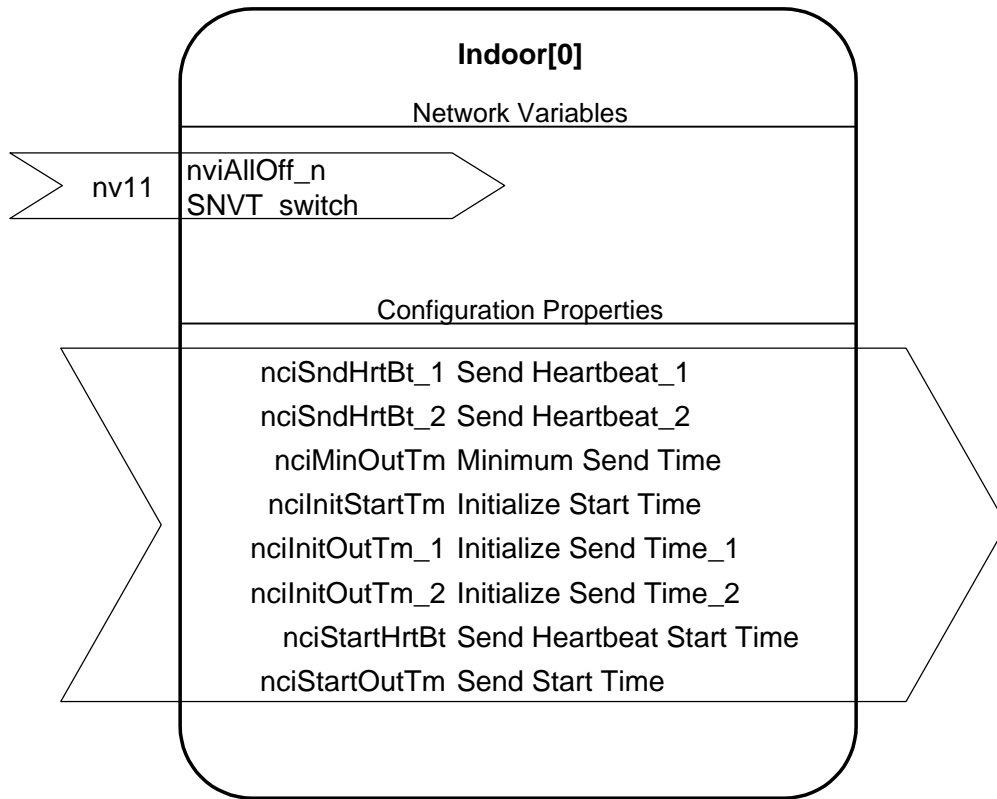 Indoor[0]
Network Variables
nv11
nviAllOff_n
SNVT_switch
Configuration Properties
nciSndHrtBt_1 Send Heartbeat_1
nciSndHrtBt_2 Send Heartbeat_2
nciMinOutTm Minimum Send Time
nciInitStartTm Initialize Start Time
nciInitOutTm_1 Initialize Send Time_1
nciInitOutTm_2 Initialize Send Time_2
nciStartHrtBt Send Heartbeat Start Time
nciStartOutTm Send Start Time